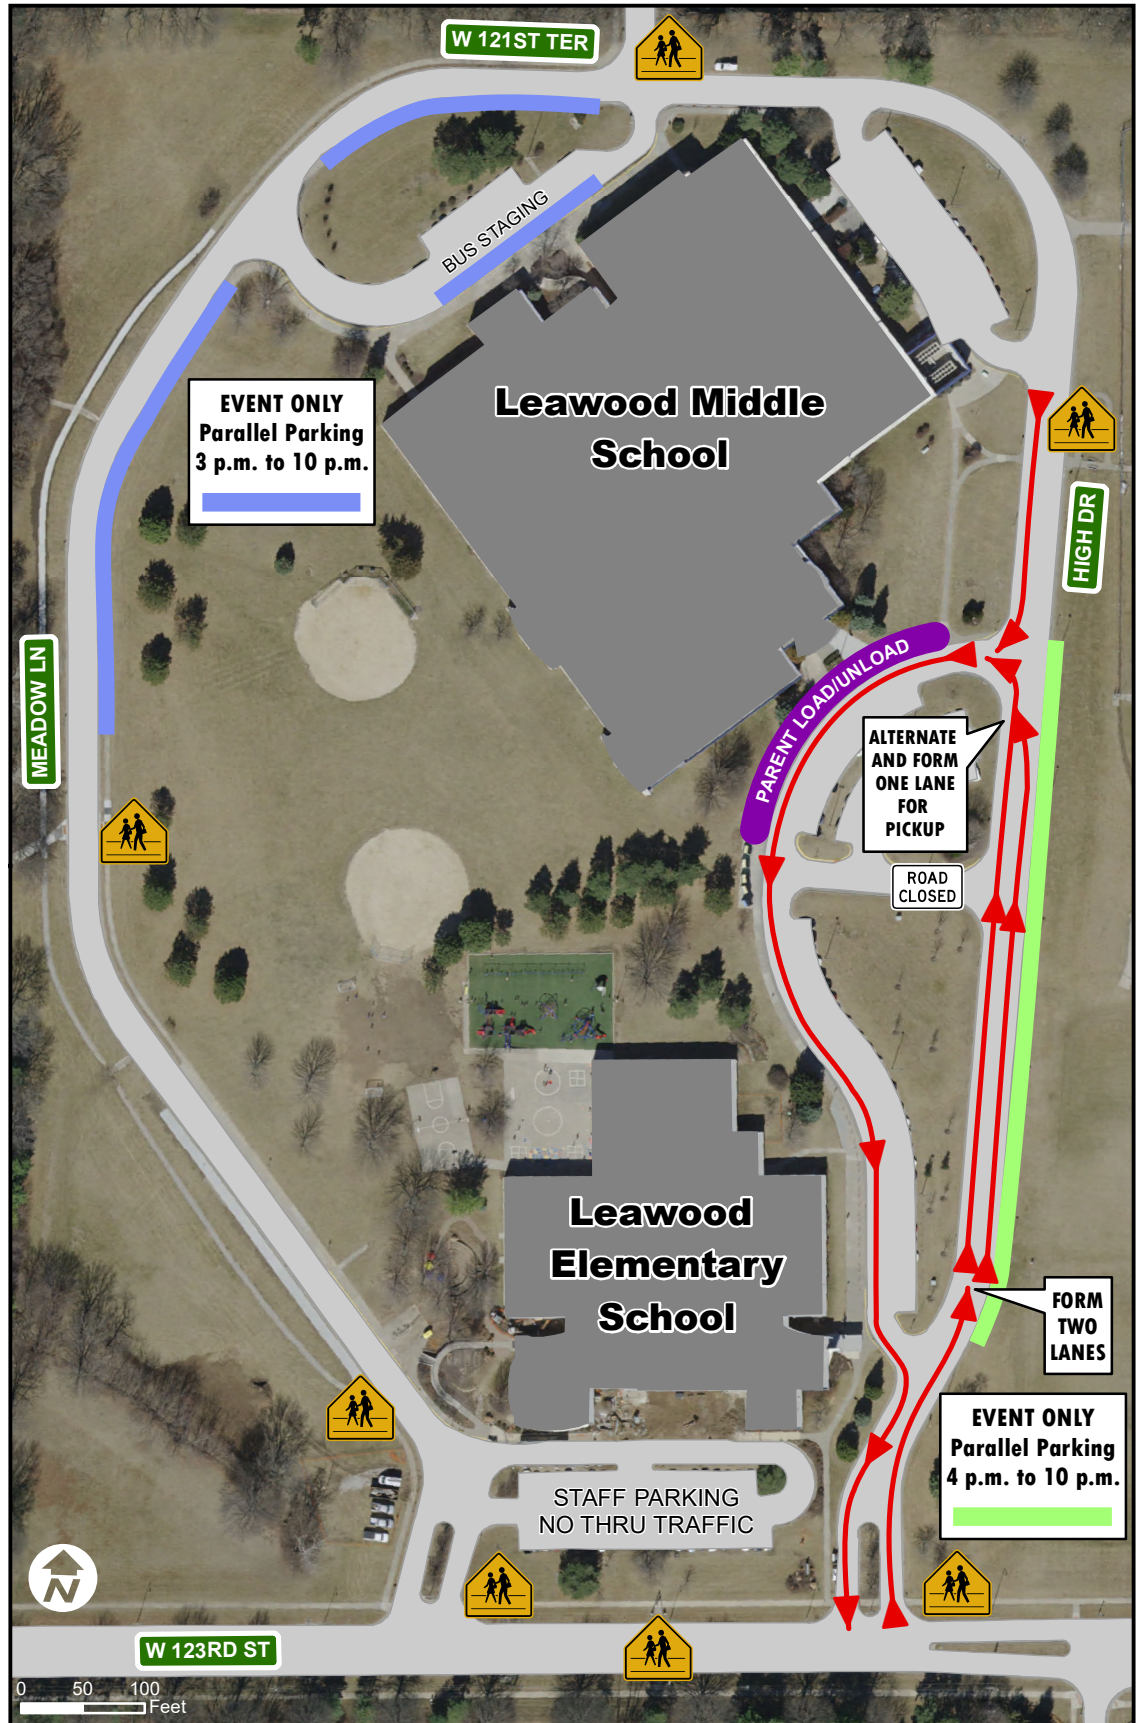 W 121ST TER
BUS STAGING
EVENT ONLY
Parallel Parking
3 p.m. to 10 p.m.
Leawood Middle
School
HIGH DR
MEADOW LN
PARENT LOAD/UNLOAD
ALTERNATE
AND FORM
ONE LANE
FOR
PICKUP
ROAD
CLOSED
Leawood
Elementary
School
FORM
TWO
LANES
EVENT ONLY
Parallel Parking
4 p.m. to 10 p.m.
STAFF PARKING
NO THRU TRAFFIC
N
W 123RD ST
0 50 100
Feet